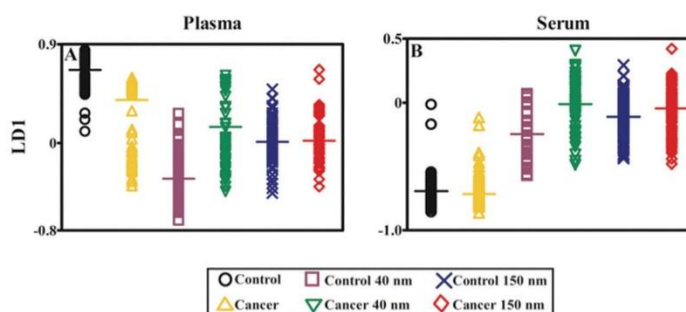 Plasma Serum
0.9 A 0.5 B
LD1 0 0
-0.8 -1.0
Control Control 40 nm Control 150 nm
Cancer Cancer 40 nm Cancer 150 nm